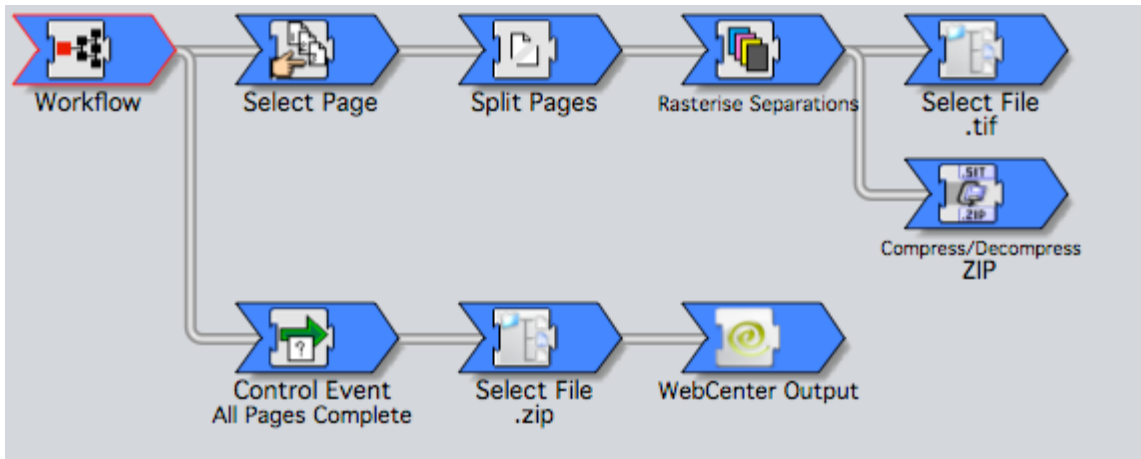 Workflow
Select Page
Split Pages
Rasterise Separations
Select File
.tif
.SIT
.ZIP
Compress/Decompress
ZIP
?
Control Event
All Pages Complete
Select File
.zip
WebCenter Output